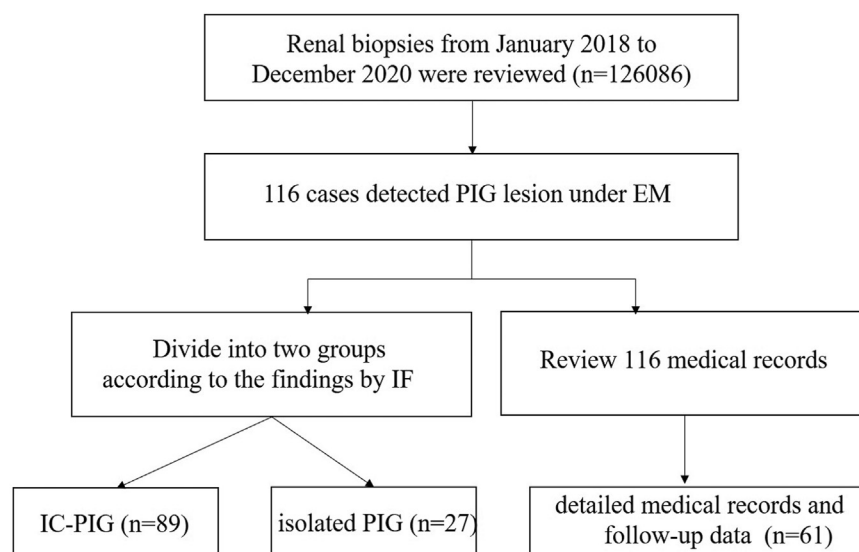 Renal biopsies from January 2018 to
December 2020 were reviewed (n=126086)
116 cases detected PIG lesion under EM
Divide into two groups
according to the findings by IF
Review 116 medical records
IC-PIG (n=89)
isolated PIG (n=27)
detailed medical records and
follow-up data (n=61)